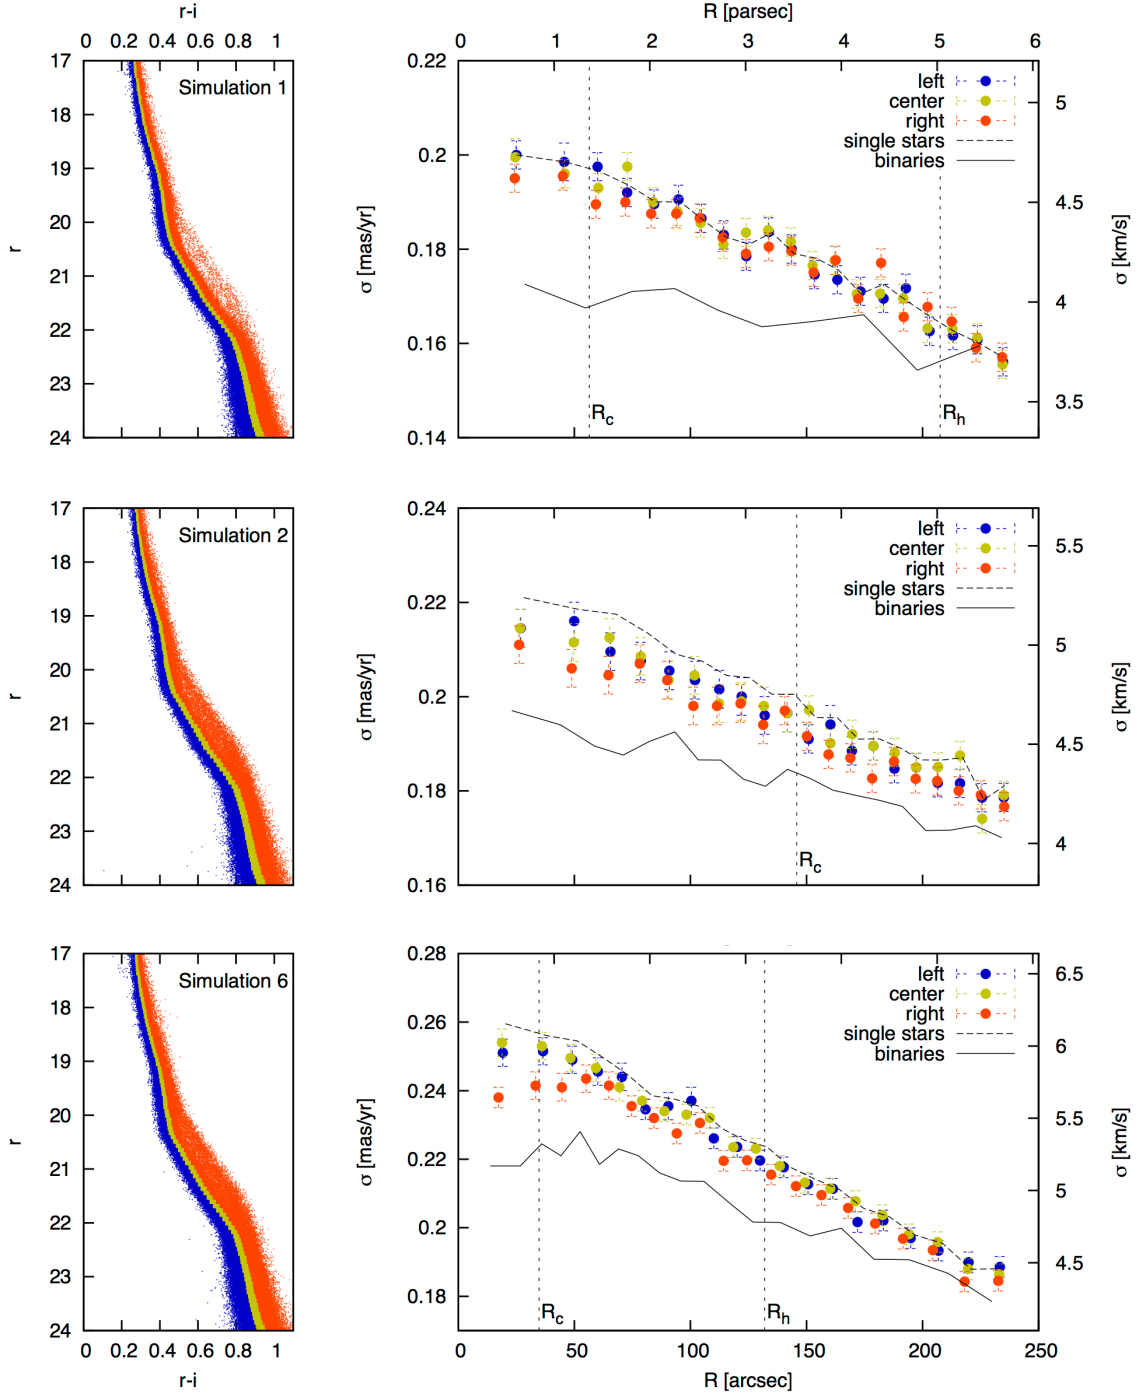 r-i
R [parsec]
0 0.2 0.4 0.6 0.8 1
0 1 2 3 4 5 6
17
18
19
20
21
22
23
24
r
Simulation 1
0.22
0.2
0.18
0.16
0.14
σ [mas/yr]
left
center
right
single stars
binaries
Rc
Rh
5
4.5
4
3.5
σ [km/s]
17
18
19
20
21
22
23
24
r
Simulation 2
0.24
0.22
0.2
0.18
0.16
σ [mas/yr]
left
center
right
single stars
binaries
Rc
5.5
5
4.5
4
σ [km/s]
17
18
19
20
21
22
23
24
r
Simulation 6
0.28
0.26
0.24
0.22
0.2
0.18
σ [mas/yr]
left
center
right
single stars
binaries
Rc
Rh
6.5
6
5.5
5
4.5
σ [km/s]
0 0.2 0.4 0.6 0.8 1
0 50 100 150 200 250
r-i
R [arcsec]